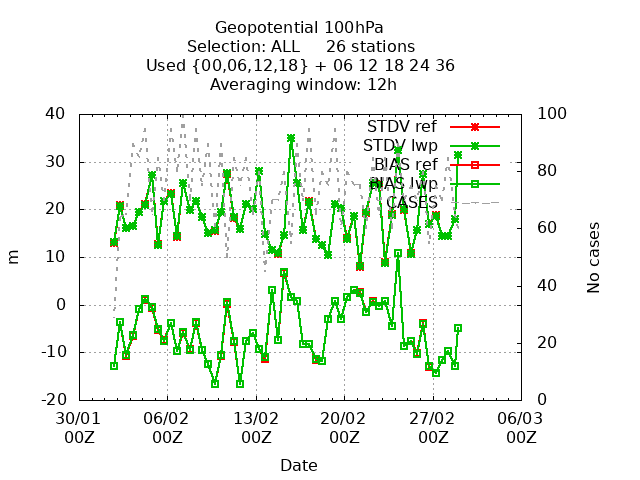 Geopotential 100hPa
Selection: ALL 26 stations
Used {00,06,12,18} + 06 12 18 24 36
Averaging window: 12h
40 100
STDV ref
STDV lwp
30 80
BIAS ref
BIAS lwp
CASES
20
60
10
m No cases
0 40
-10
20
-20 0
30/01 06/02 13/02 20/02 27/02 06/03
00Z 00Z 00Z 00Z 00Z 00Z
Date